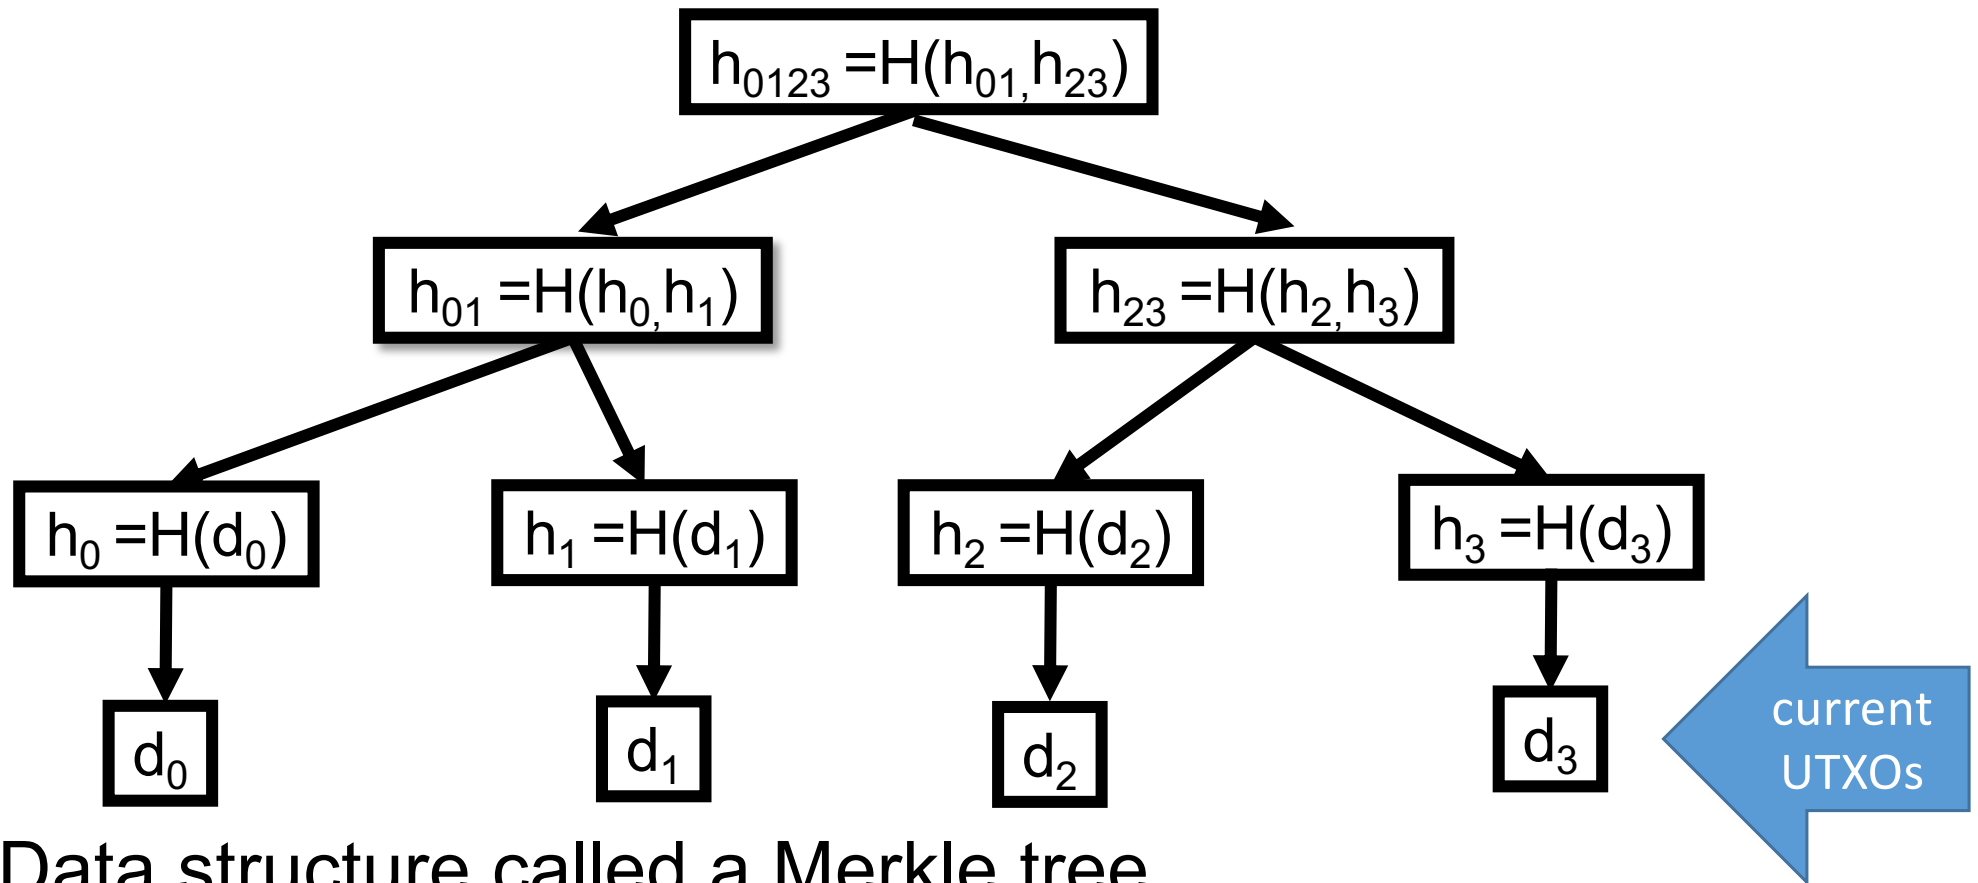 h₀₁₂₃ =H(h₀₁,h₂₃)
h₀₁ =H(h₀,h₁)
h₂₃ =H(h₂,h₃)
h₀ =H(d₀)
h₁ =H(d₁)
h₂ =H(d₂)
h₃ =H(d₃)
d₀
d₁
d₂
d₃
current
UTXOs
Data structure called a Merkle tree